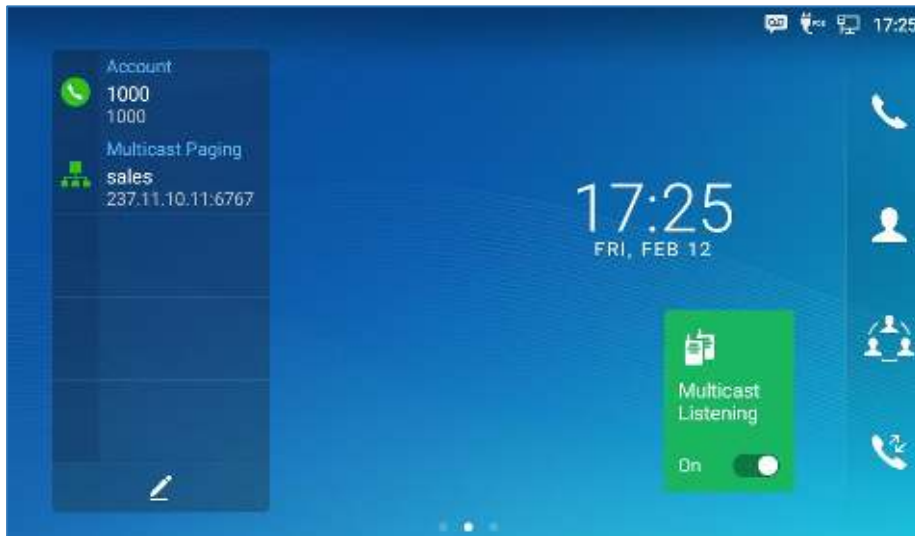 17:25
Account
1000
1000
Multicast Paging
sales
237.11.10.11:6767
17:25
FRI, FEB 12
Multicast
Listening
On